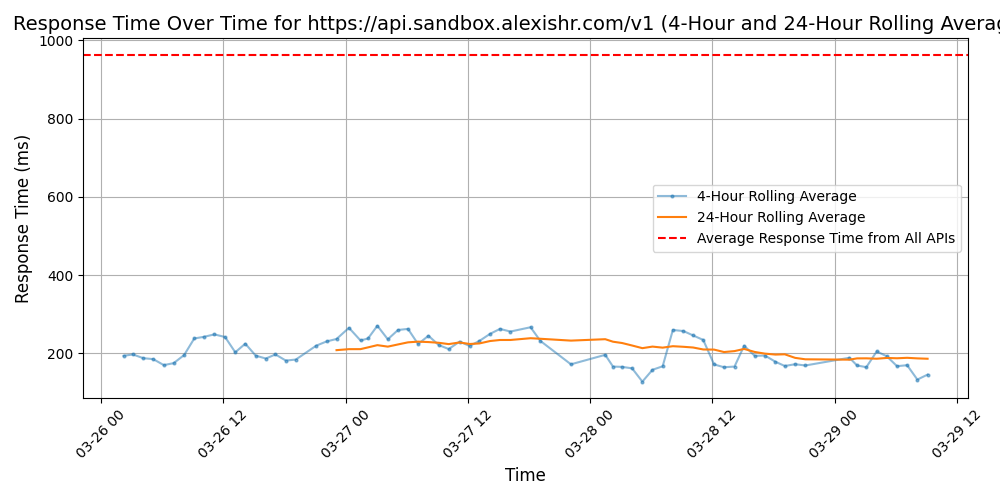 Response Time Over Time for https://api.sandbox.alexishr.com/v1 (4-Hour and 24-Hour Rolling Averag
Response Time (ms)
1000
800
600
400
200
4-Hour Rolling Average
24-Hour Rolling Average
Average Response Time from All APIs
03-26 00
03-26 12
03-27 00
03-27 12
03-28 00
03-28 12
03-29 00
03-29 12
Time